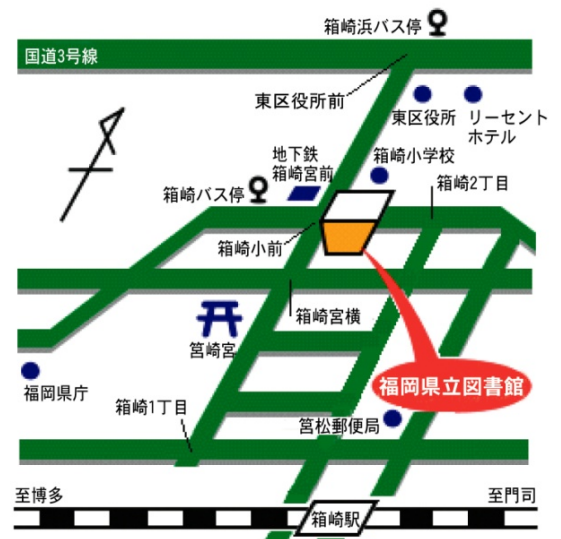 箱崎浜バス停
国道3号線
東区役所前
東区役所
リーセント
ホテル
地下鉄
箱崎宮前
箱崎小学校
箱崎バス停
箱崎2丁目
箱崎小前
箱崎宮横
筥崎宮
福岡県庁
福岡県立図書館
箱崎1丁目
筥松郵便局
至博多
至門司
箱崎駅